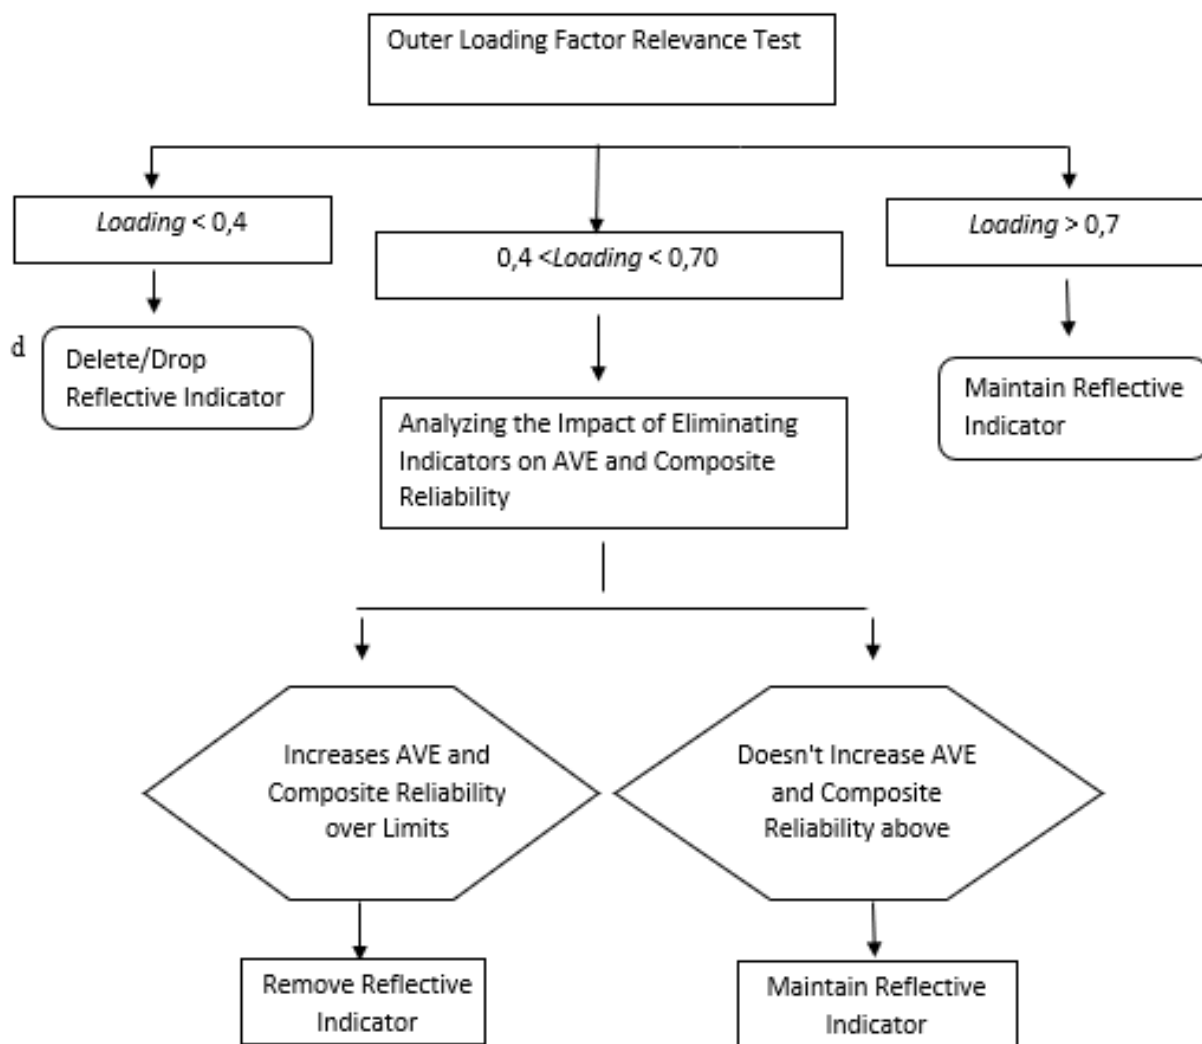 Outer Loading Factor Relevance Test
Loading < 0,4
0,4 <Loading < 0,70
Loading > 0,7
d
Delete/Drop
Reflective Indicator
Maintain Reflective
Indicator
Analyzing the Impact of Eliminating
Indicators on AVE and Composite
Reliability
Increases AVE and
Composite Reliability
over Limits
Doesn't Increase AVE
and Composite
Reliability above
Remove Reflective
Indicator
Maintain Reflective
Indicator